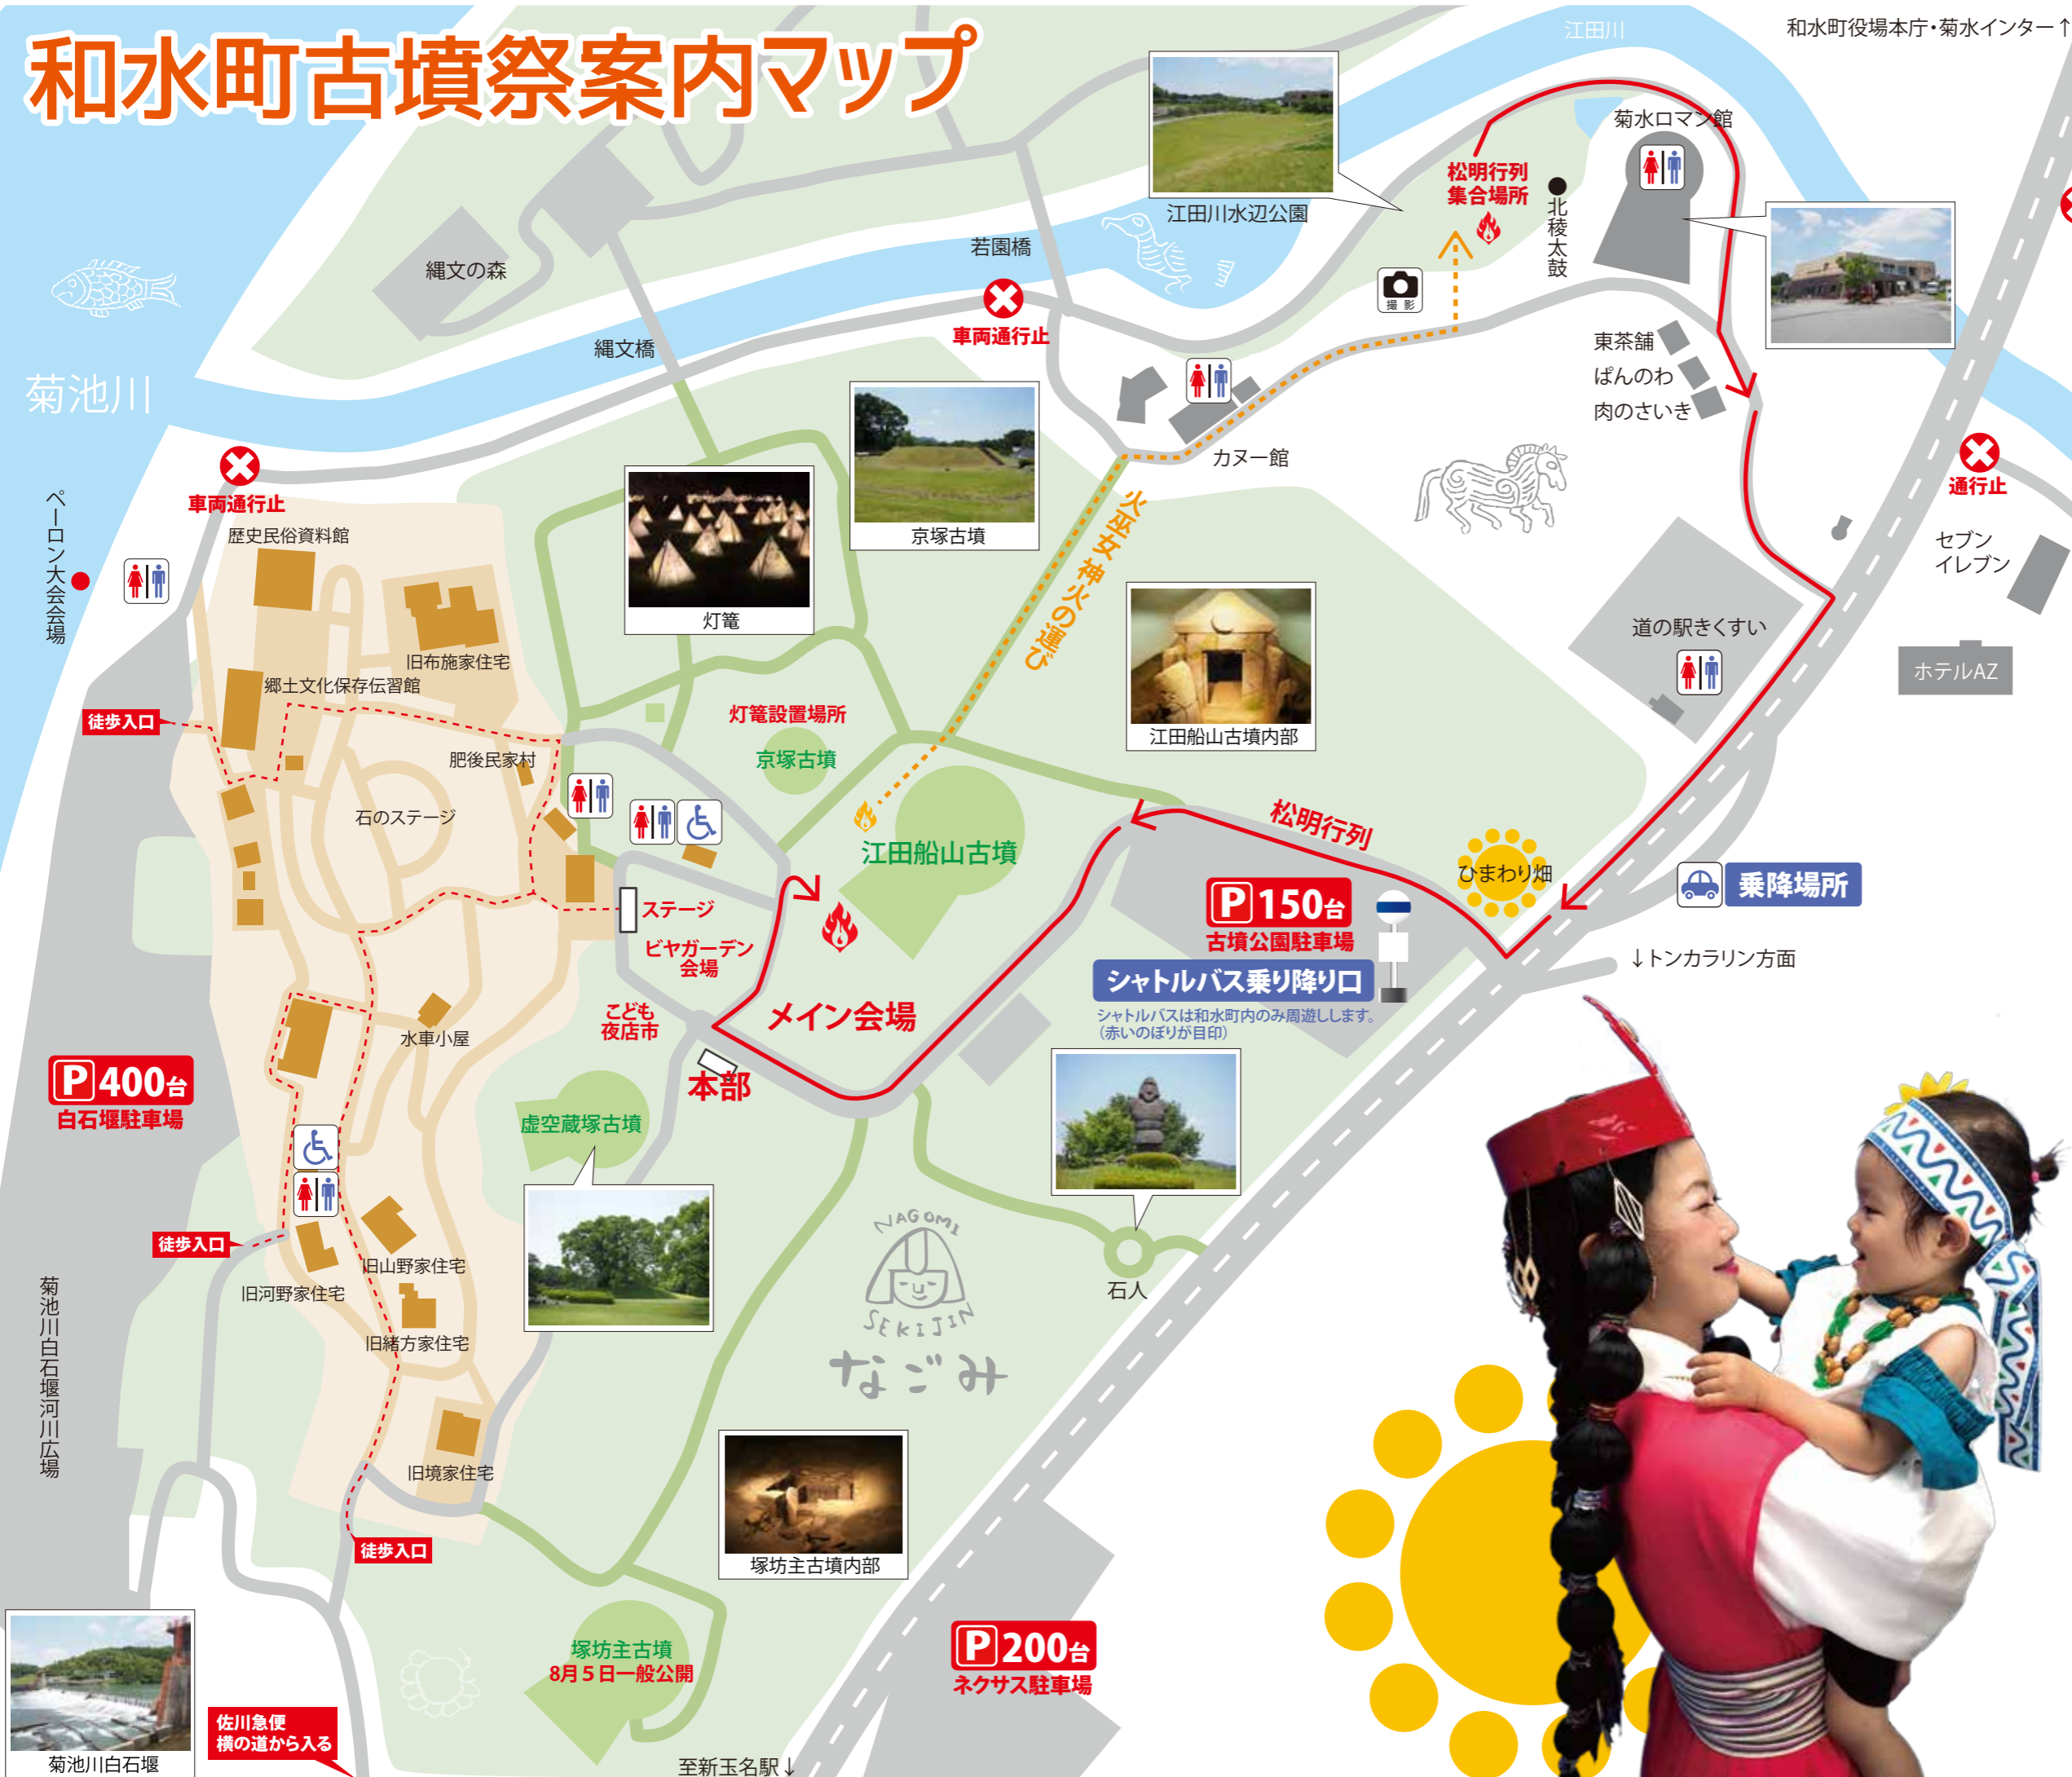 和水町古墳祭案内マップ
江田川
和水町役場本庁・菊水インター↑
菊水ロマン館
松明行列
集合場所
北稜太鼓
江田川水辺公園
若園橋
縄文の森
撮影
車両通行止
縄文橋
東茶舗
ぱんのわ
肉のさいき
菊池川
カヌー館
通行止
車両通行止
セブン
イレブン
ペーロン大会会場
歴史民俗資料館
京塚古墳
火巫女 神火の運び
灯篭
道の駅きくすい
旧布施家住宅
ホテルAZ
郷土文化保存伝習館
徒歩入口
灯篭設置場所
京塚古墳
江田船山古墳内部
肥後民家村
石のステージ
松明行列
江田船山古墳
ひまわり畑
乗降場所
P150台
古墳公園駐車場
ステージ
ビヤガーデン
会場
↓トンカラリン方面
シャトルバス乗り降り口
シャトルバスは和水町内のみ周遊しします。
（赤いのぼりが目印）
こども
夜店市
メイン会場
水車小屋
本部
P400台
白石堰駐車場
虚空蔵塚古墳
徒歩入口
旧山野家住宅
旧河野家住宅
NAGOMI
SEKIJIN
なごみ
石人
旧緒方家住宅
菊池川白石堰河川広場
旧境家住宅
徒歩入口
塚坊主古墳内部
塚坊主古墳
8月5日一般公開
P200台
ネクサス駐車場
佐川急便
横の道から入る
菊池川白石堰
至新玉名駅↓